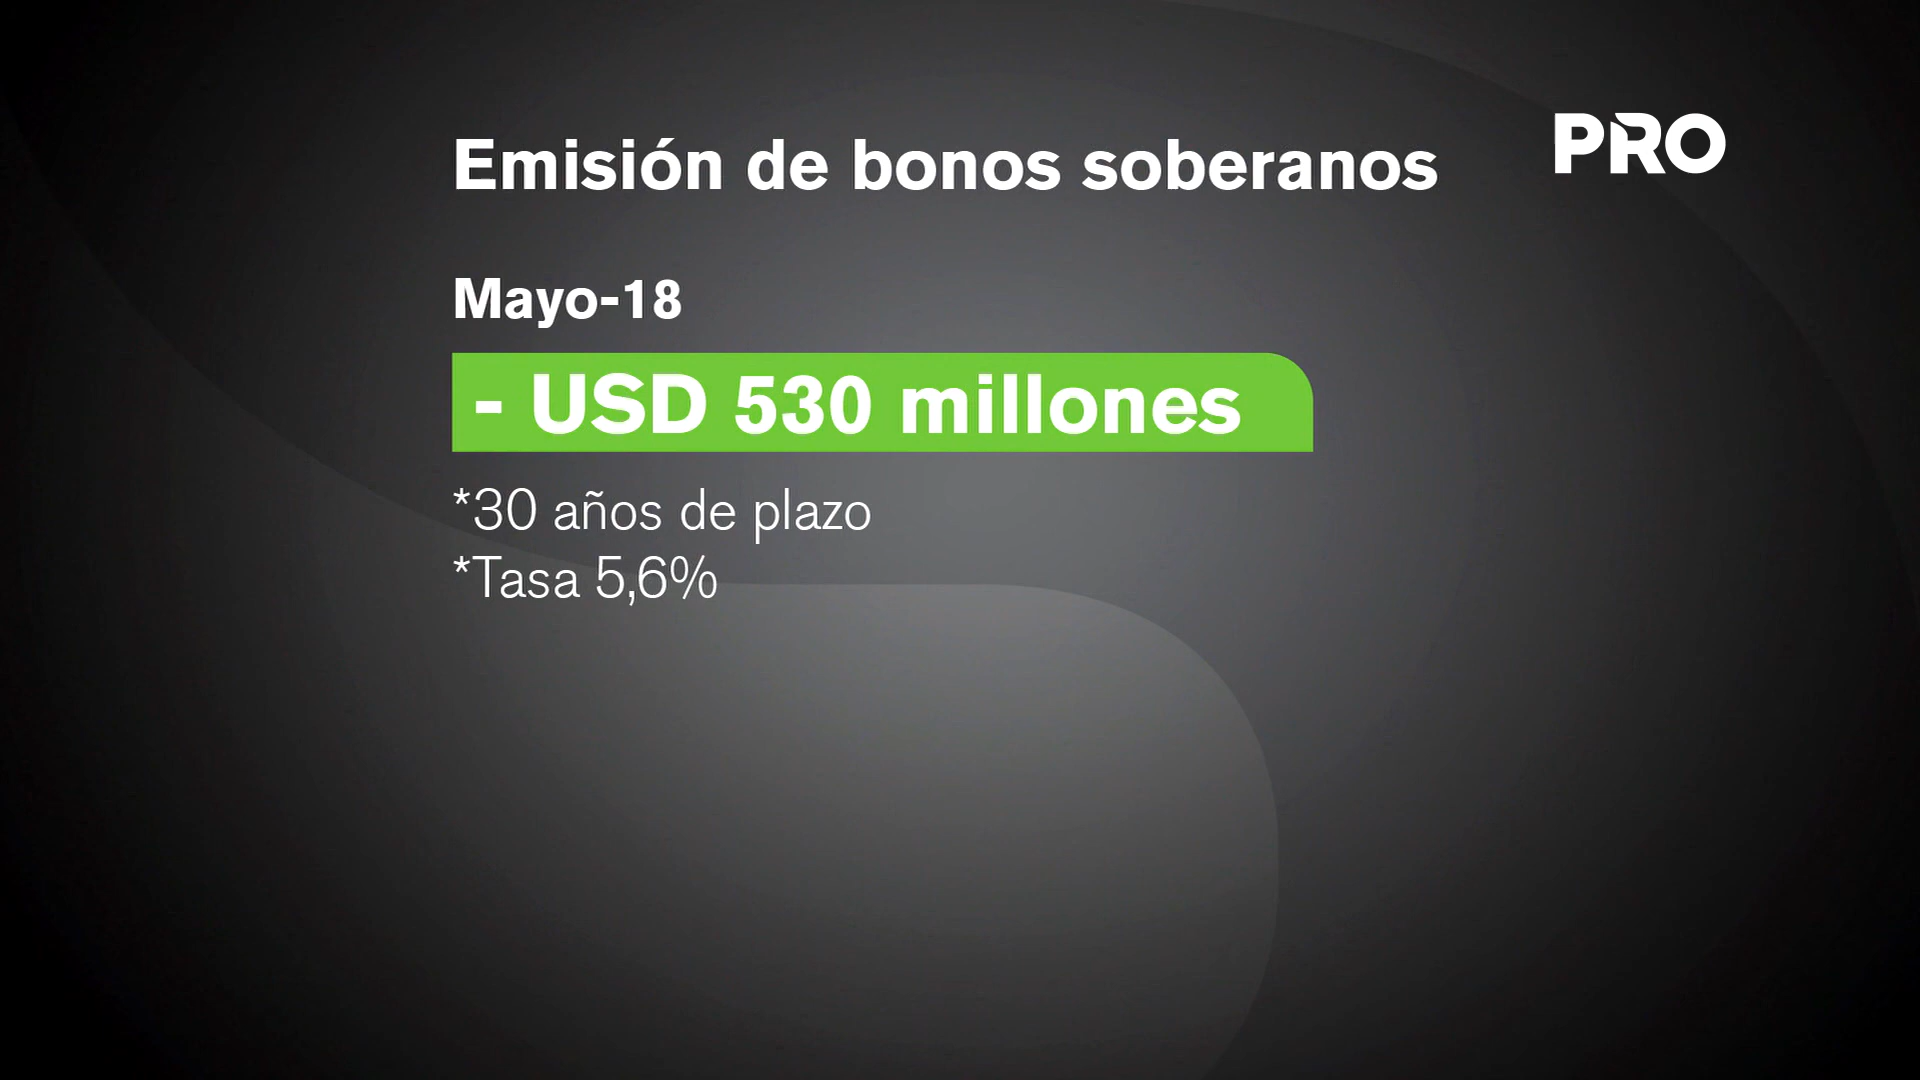 Emisión de bonos soberanos
PRO
Mayo-18
- USD 530 millones
*30 años de plazo
*Tasa 5,6%